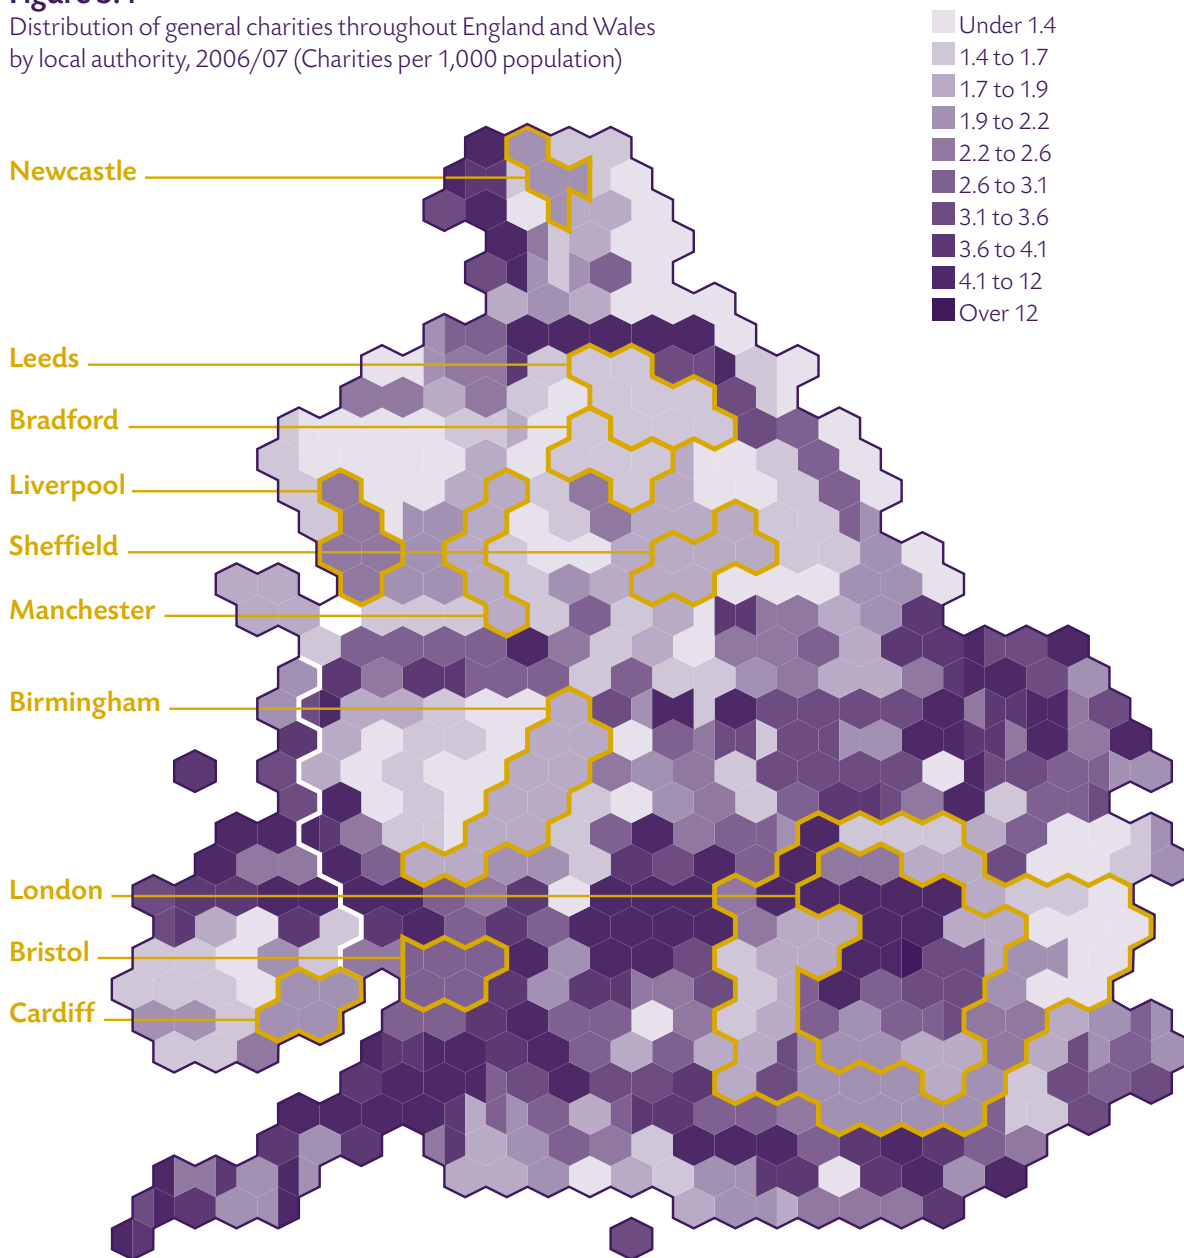 Distribution of general charities throughout England and Wales
by local authority, 2006/07 (Charities per 1,000 population)
Under 1.4
1.4 to 1.7
1.7 to 1.9
1.9 to 2.2
2.2 to 2.6
2.6 to 3.1
3.1 to 3.6
3.6 to 4.1
4.1 to 12
Over 12
Newcastle
Leeds
Bradford
Liverpool
Sheffield
Manchester
Birmingham
London
Bristol
Cardiff